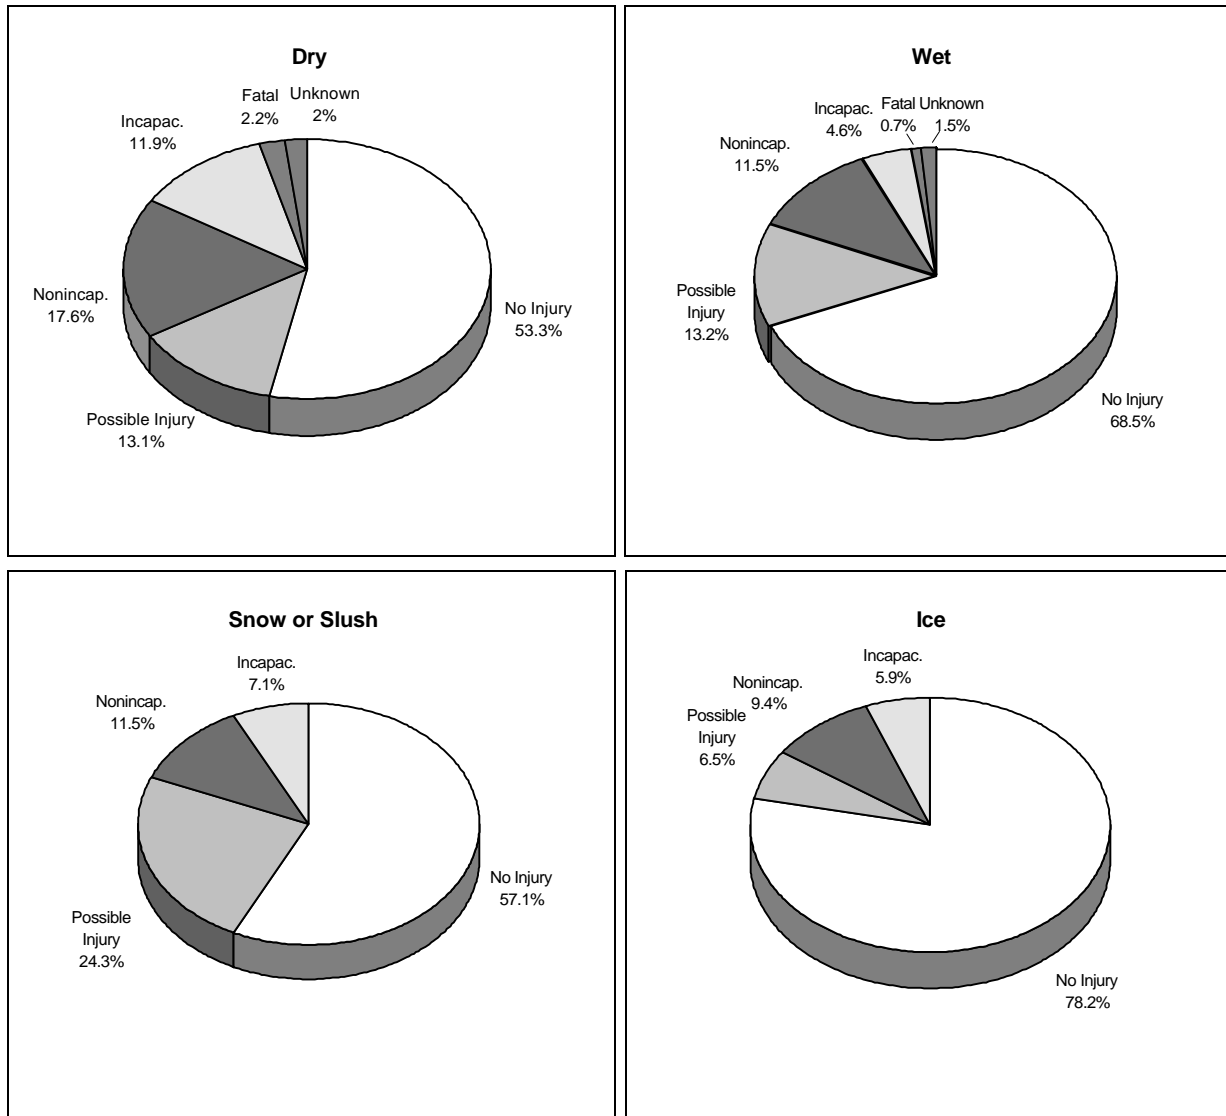 Dry
Fatal
2.2%
Unknown
2%
Incapac.
11.9%
Nonincap.
17.6%
No Injury
53.3%
Possible Injury
13.1%
Wet
Fatal
0.7%
Unknown
1.5%
Incapac.
4.6%
Nonincap.
11.5%
Possible
Injury
13.2%
No Injury
68.5%
Snow or Slush
Incapac.
7.1%
Nonincap.
11.5%
No Injury
57.1%
Possible
Injury
24.3%
Ice
Incapac.
5.9%
Nonincap.
9.4%
Possible
Injury
6.5%
No Injury
78.2%